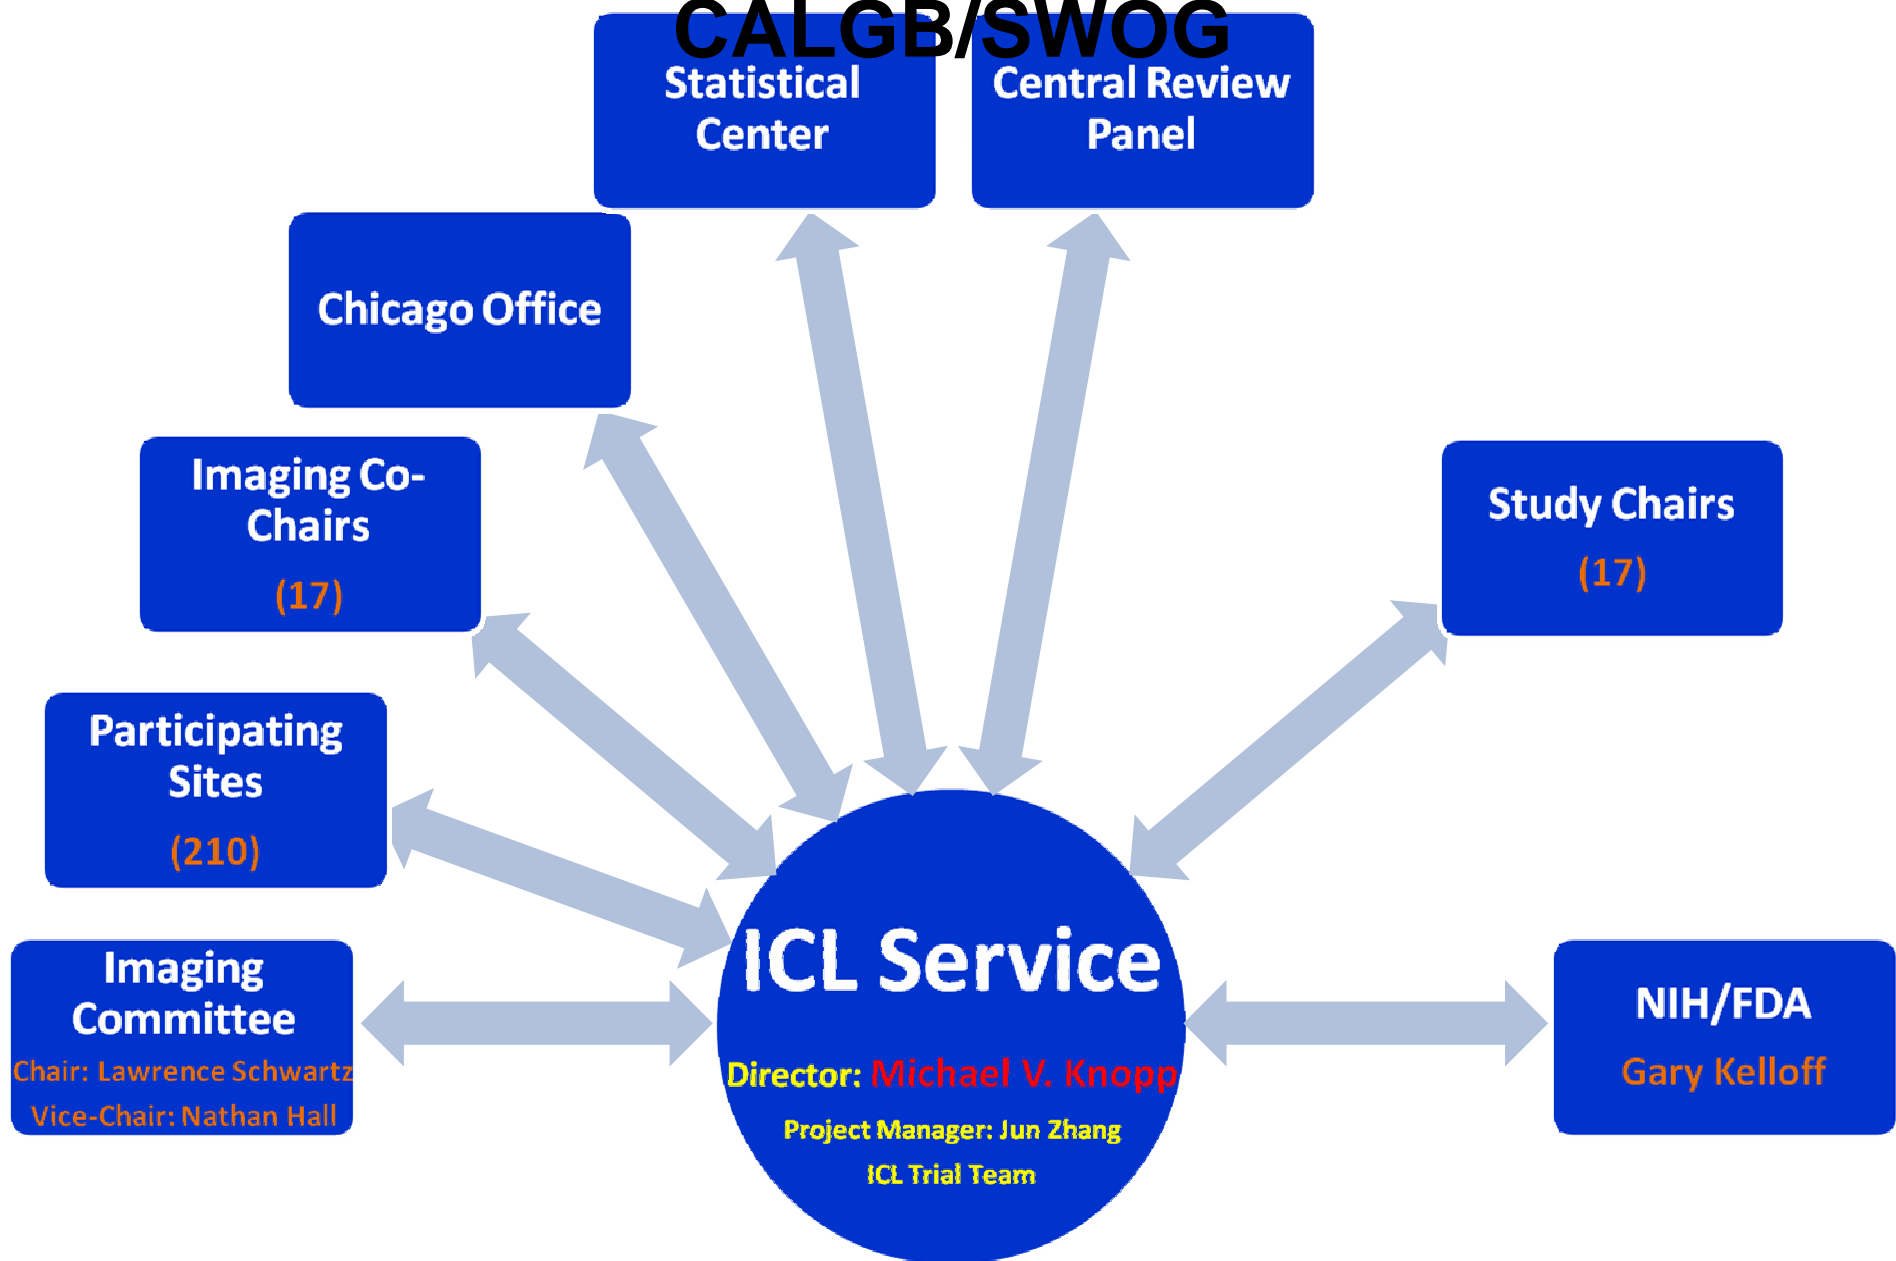 CALGB/SWOG
Statistical
Center
Central Review
Panel
Chicago Office
Imaging Co-
Chairs
(17)
Study Chairs
(17)
Participating
Sites
(210)
Imaging
Committee
Chair: Lawrence Schwartz
Vice-Chair: Nathan Hall
ICL Service
Director: Michael V. Knopp
Project Manager: Jun Zhang
ICL Trial Team
NIH/FDA
Gary Kelloff